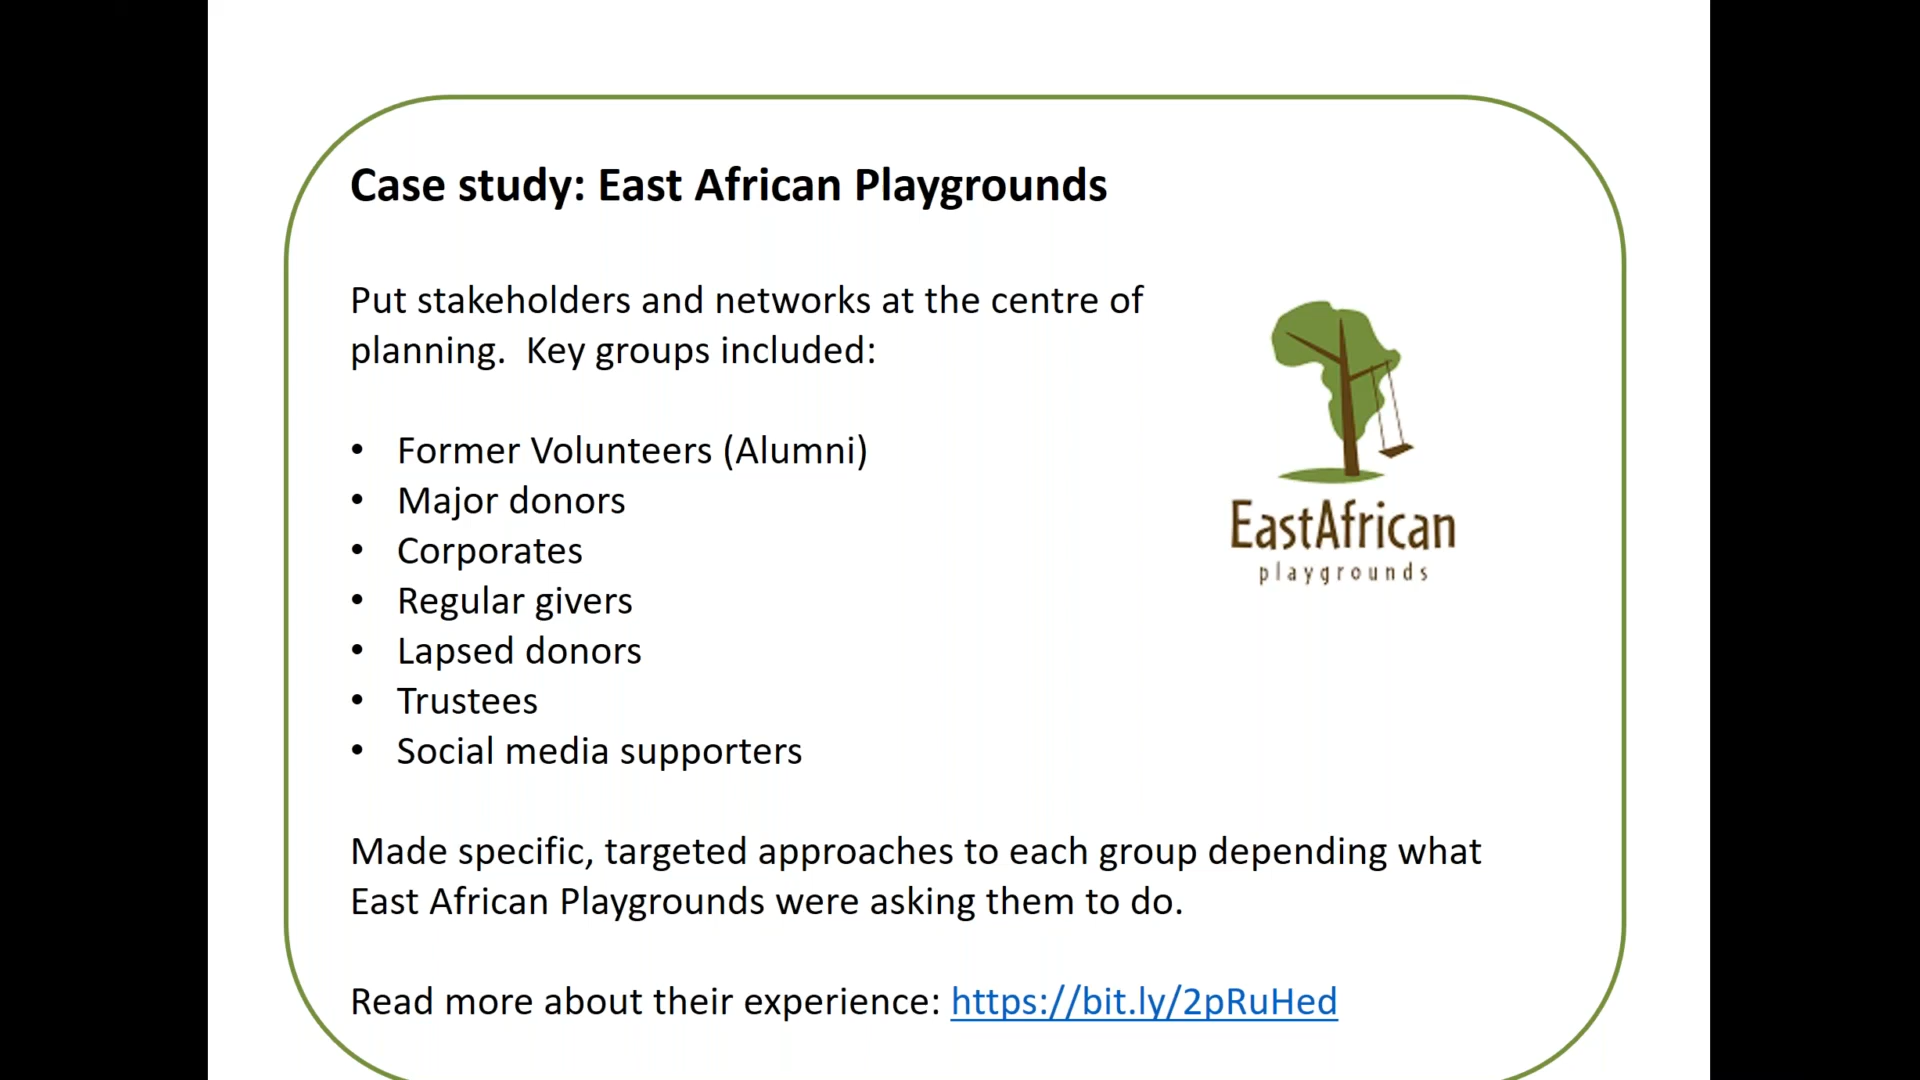 Case study: East African Playgrounds
Put stakeholders and networks at the centre of
planning.  Key groups included:
• Former Volunteers (Alumni)
• Major donors
• Corporates
• Regular givers
• Lapsed donors
• Trustees
• Social media supporters
EastAfrican
playgrounds
Made specific, targeted approaches to each group depending what
East African Playgrounds were asking them to do.
Read more about their experience: https://bit.ly/2pRuHed